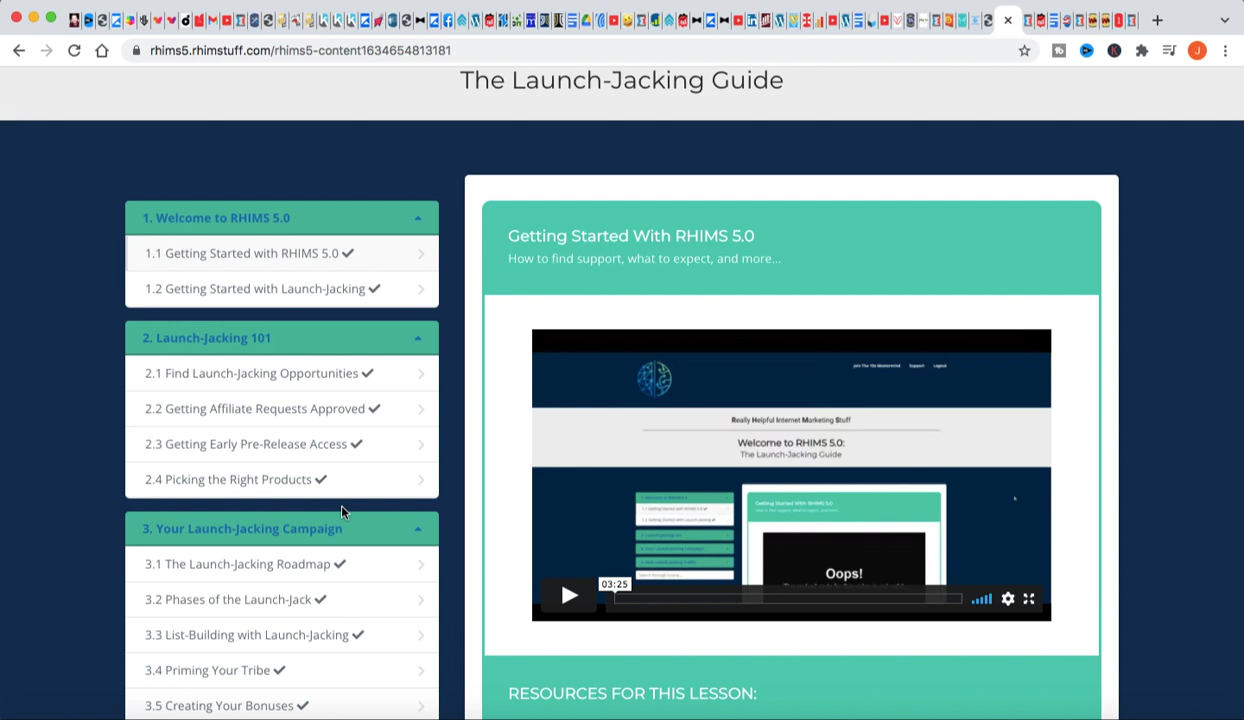 rhims5.rhimstuff.com/rhims5-content1634654813181
J
The Launch-Jacking Guide
1. Welcome to RHIMS 5.0
1.1 Getting Started with RHIMS 5.0 ✔
1.2 Getting Started with Launch-Jacking ✔
2. Launch-Jacking 101
2.1 Find Launch-Jacking Opportunities ✔
2.2 Getting Affiliate Requests Approved ✔
2.3 Getting Early Pre-Release Access ✔
2.4 Picking the Right Products ✔
3. Your Launch-Jacking Campaign
3.1 The Launch-Jacking Roadmap ✔
3.2 Phases of the Launch-Jack ✔
3.3 List-Building with Launch-Jacking ✔
3.4 Priming Your Tribe ✔
3.5 Creating Your Bonuses ✔
Getting Started With RHIMS 5.0
How to find support, what to expect, and more...
Join The 10x Mastermind Support Logout
Really Helpful Internet Marketing Stuff
Welcome to RHIMS 5.0:
The Launch-Jacking Guide
Getting Started With RHIMS 5.0
Oops!
03:25
RESOURCES FOR THIS LESSON: